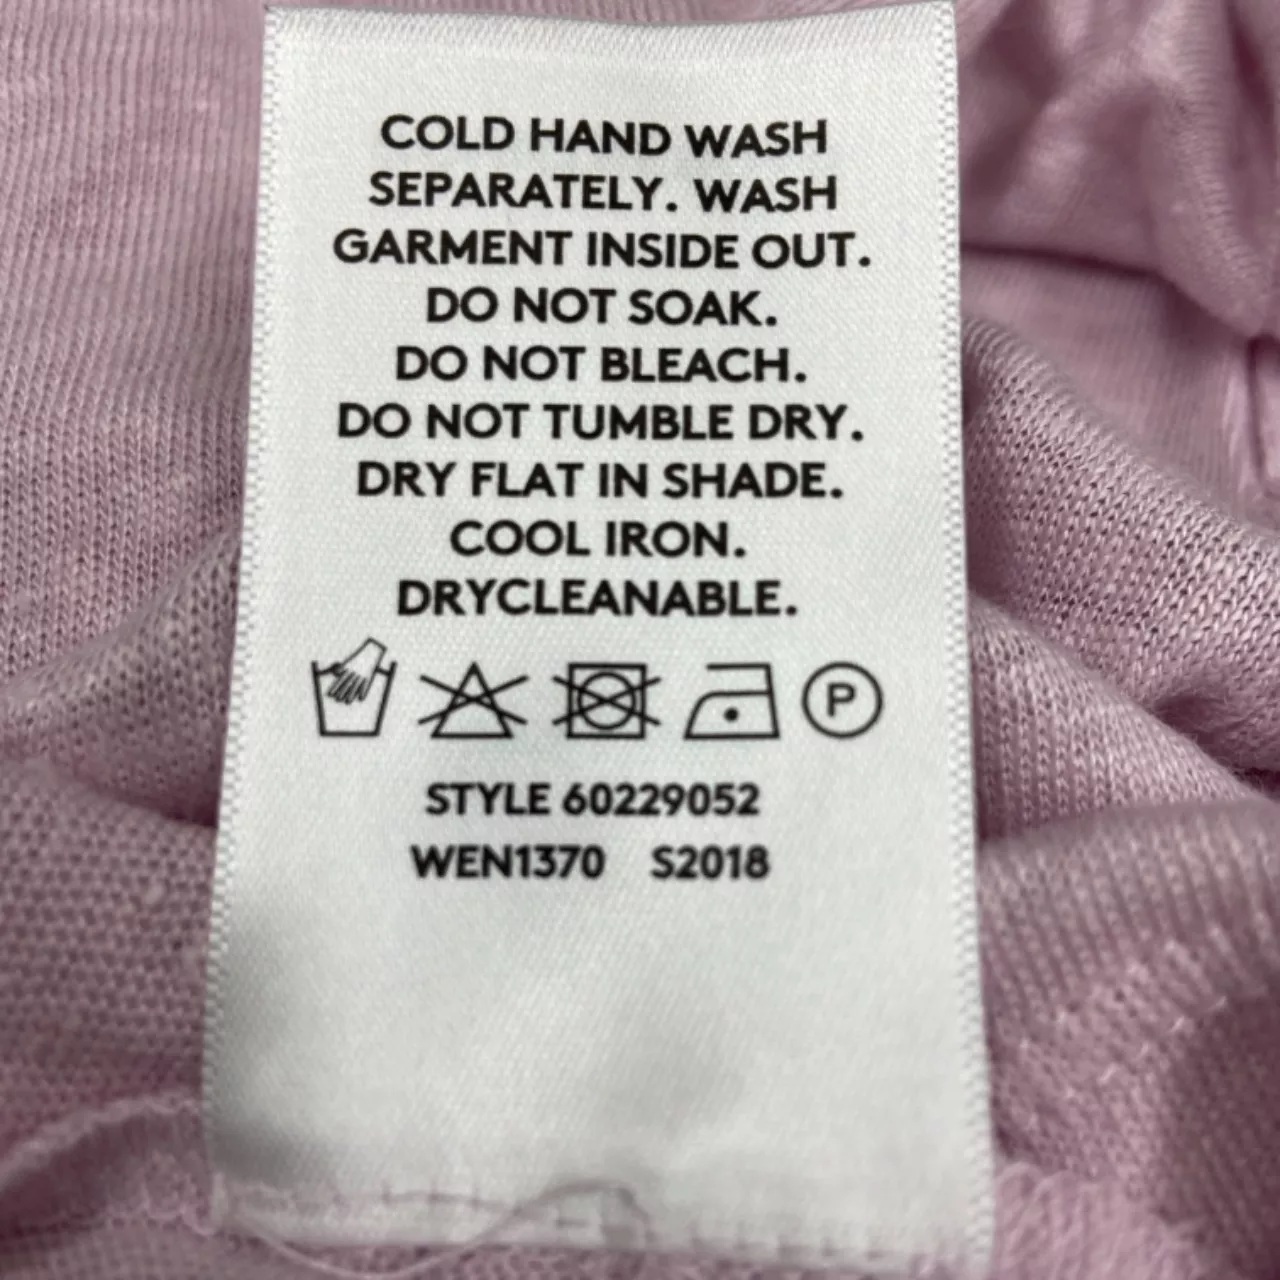 COLD HAND WASH
SEPARATELY. WASH
GARMENT INSIDE OUT.
DO NOT SOAK.
DO NOT BLEACH.
DO NOT TUMBLE DRY.
DRY FLAT IN SHADE.
COOL IRON.
DRYCLEANABLE.
P
STYLE 60229052
WEN1370 S2018